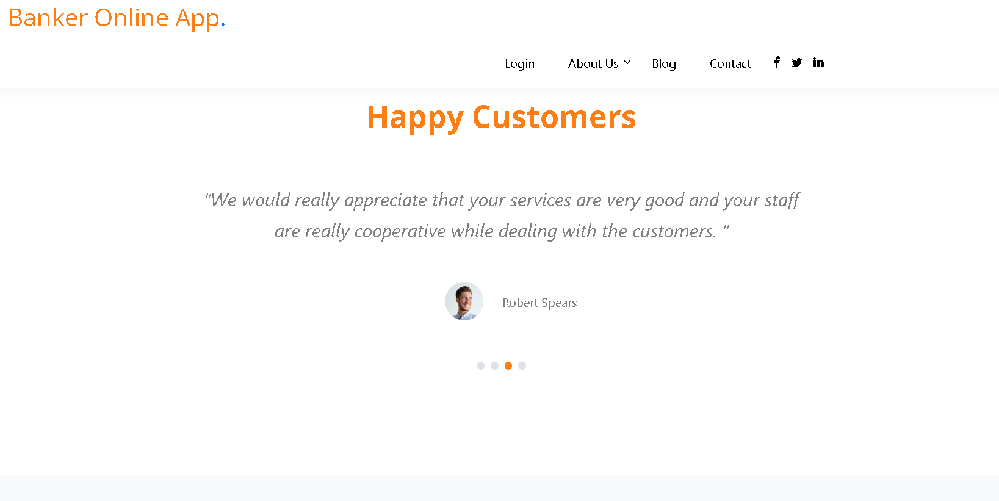 Banker Online App.
Login About Us Blog Contact
Happy Customers
“We would really appreciate that your services are very good and your staff
are really cooperative while dealing with the customers. “
Robert Spears